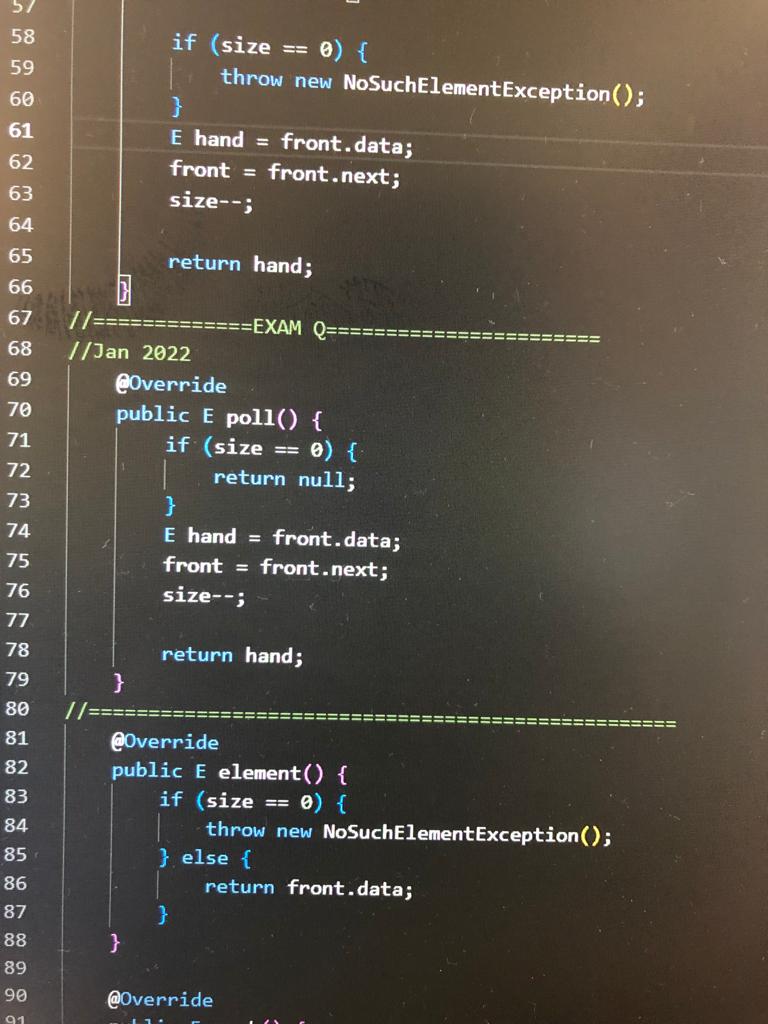 57
58 if (size == 0) {
59 throw new NoSuchElementException();
60 }
61 E hand = front.data;
62 front = front.next;
63 size--;
64
65 return hand;
66 }
67 //=============EXAM Q=======================
68 //Jan 2022
69 @Override
70 public E poll() {
71 if (size == 0) {
72 return null;
73 }
74 E hand = front.data;
75 front = front.next;
76 size--;
77
78 return hand;
79 }
80 //=================================================
81 @Override
82 public E element() {
83 if (size == 0) {
84 throw new NoSuchElementException();
85 } else {
86 return front.data;
87 }
88 }
89
90 @Override
91 public E